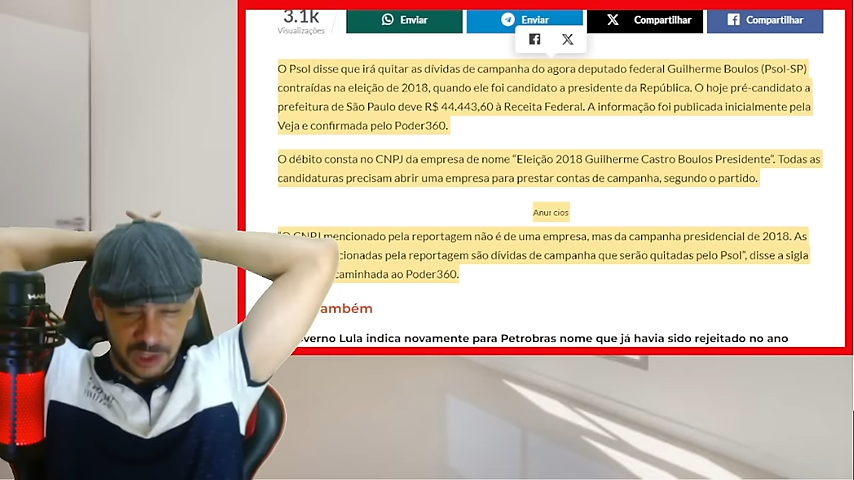 3.1k
Visualizações
Enviar
Enviar
Compartilhar
Compartilhar
O Psol disse que irá quitar as dívidas de campanha do agora deputado federal Guilherme Boulos (Psol-SP)
contraídas na eleição de 2018, quando ele foi candidato a presidente da República. O hoje pré-candidato a
prefeitura de São Paulo deve R$ 44.443,60 à Receita Federal. A informação foi publicada inicialmente pela
Veja e confirmada pelo Poder360.
O débito consta no CNPJ da empresa de nome “Eleição 2018 Guilherme Castro Boulos Presidente”. Todas as
candidaturas precisam abrir uma empresa para prestar contas de campanha, segundo o partido.
Anuncios
“O CNPJ mencionado pela reportagem não é de uma empresa, mas da campanha presidencial de 2018. As
cionadas pela reportagem são dívidas de campanha que serão quitadas pelo Psol”, disse a sigla
caminhada ao Poder360.
ambém
verno Lula indica novamente para Petrobras nome que já havia sido rejeitado no ano